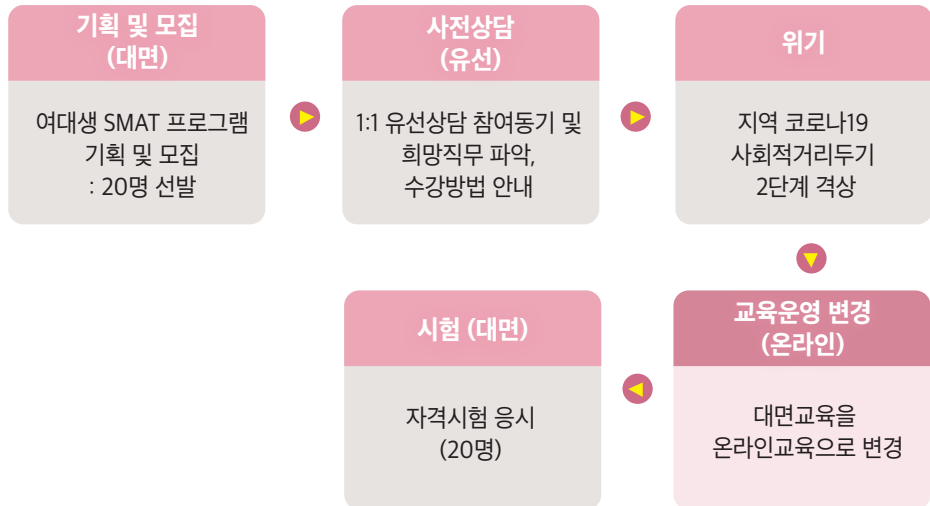 기획 및 모집
(대면)
여대생 SMAT 프로그램
기획 및 모집
: 20명 선발
사전상담
(유선)
1:1 유선상담 참여동기 및
희망직무 파악,
수강방법 안내
위기
지역 코로나19
사회적거리두기
2단계 격상
교육운영 변경
(온라인)
대면교육을
온라인교육으로 변경
시험 (대면)
자격시험 응시
(20명)